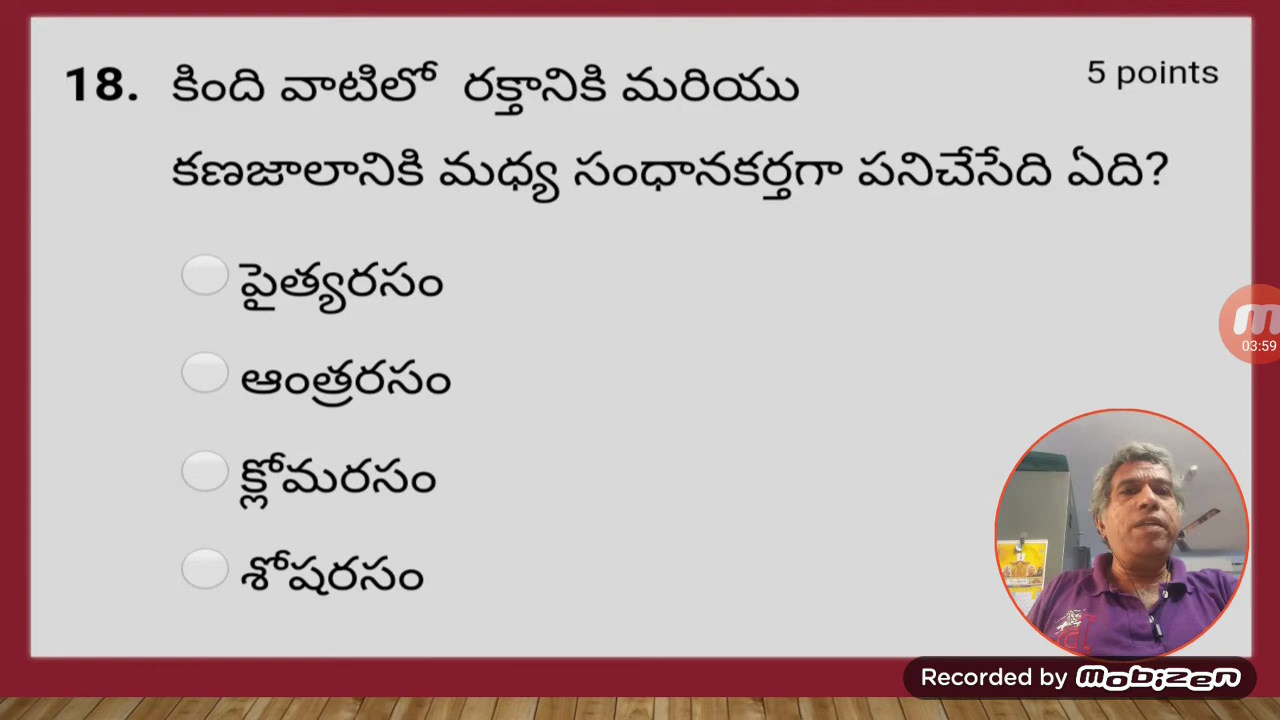 18. కింది వాటిలో రక్తానికి మరియు
5 points
కణజాలానికి మధ్య సంధానకర్తగా పనిచేసేది ఏది?
పైత్యరసం
ఆంత్రరసం
క్లోమరసం
శోషరసం
03:59
Recorded by mobizen